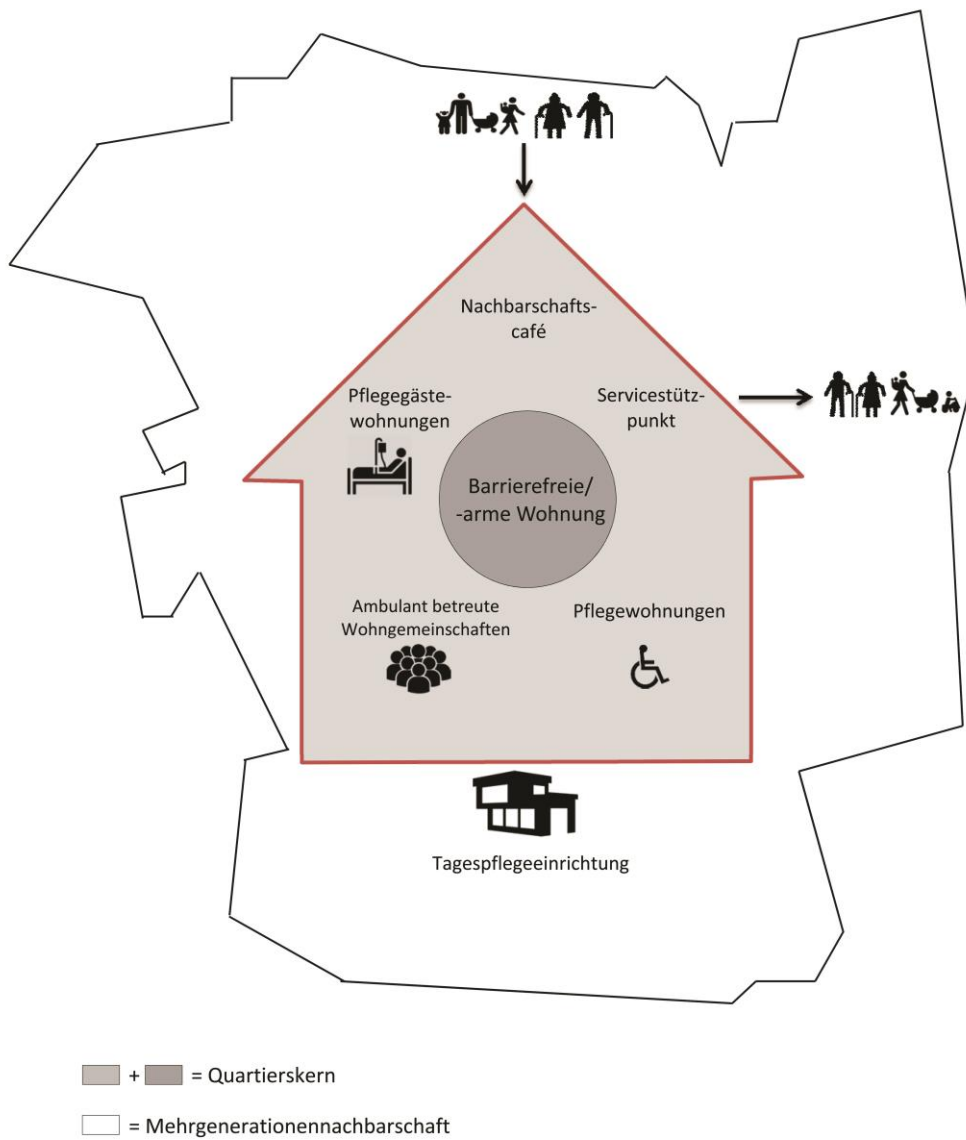 Nachbarschafts-
café
Pflegegäste-
wohnungen
Servicestütz-
punkt
Barrierefreie/
-arme Wohnung
Ambulant betreute
Wohngemeinschaften
Pflegewohnungen
Tagespflegeeinrichtung
+ = Quartierskern
= Mehrgenerationennachbarschaft